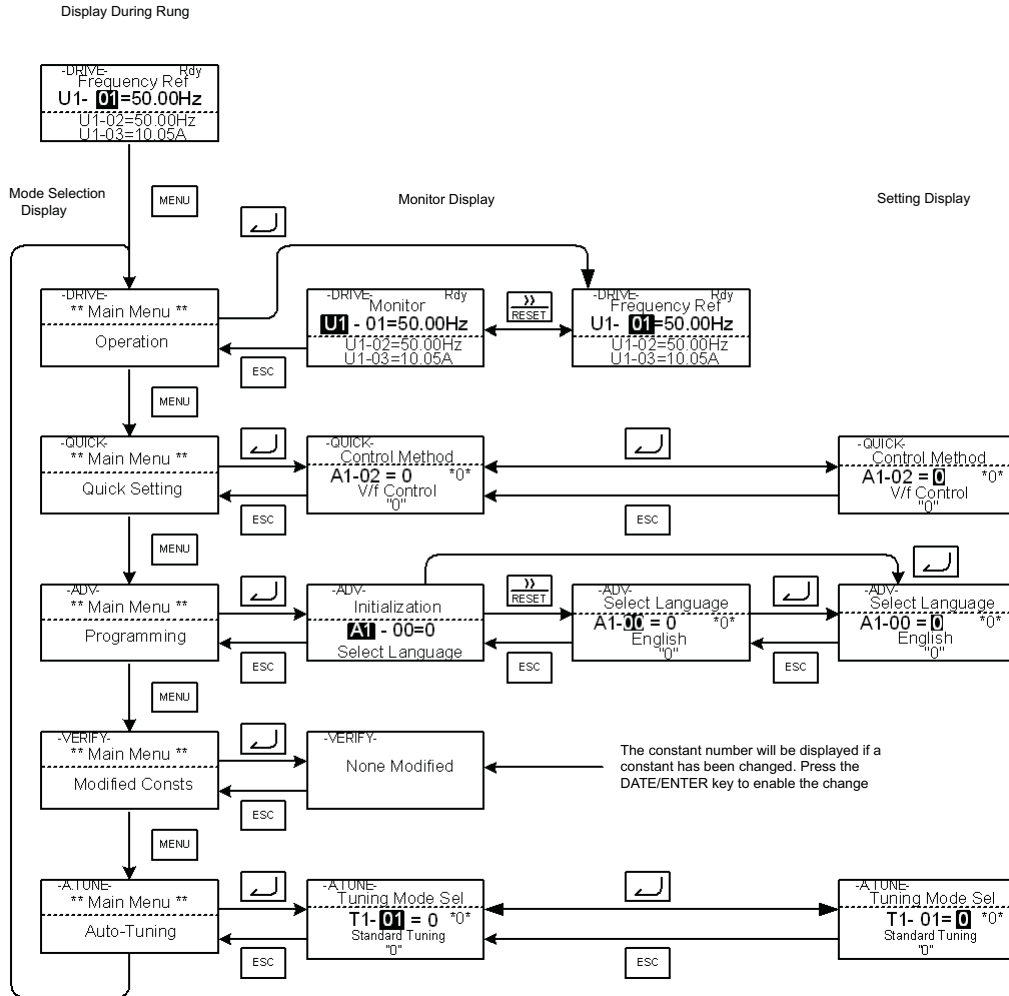 Display During Rung
-DRIVE- Rdy
Frequency Ref
U1- 01=50.00Hz
U1-02=50.00Hz
U1-03=10.05A
Mode Selection
Display
MENU
Monitor Display
Setting Display
-DRIVE-
** Main Menu **
Operation
-DRIVE- Rdy
Monitor
U1 - 01=50.00Hz
U1-02=50.00Hz
U1-03=10.05A
RESET
-DRIVE- Rdy
Frequency Ref
U1- 01=50.00Hz
U1-02=50.00Hz
U1-03=10.05A
ESC
MENU
-QUICK-
** Main Menu **
Quick Setting
-QUICK-
Control Method
A1-02 = 0 *0*
V/f Control
"0"
-QUICK-
Control Method
A1-02 = 0 *0*
V/f Control
"0"
ESC
ESC
MENU
-ADV-
** Main Menu **
Programming
-ADV-
Initialization
A1 - 00=0
Select Language
RESET
-ADV-
Select Language
A1-00 = 0 *0*
English
"0"
-ADV-
Select Language
A1-00 = 0 *0*
English
"0"
ESC
ESC
ESC
MENU
-VERIFY-
** Main Menu **
Modified Consts
-VERIFY-
None Modified
The constant number will be displayed if a
constant has been changed. Press the
DATE/ENTER key to enable the change
ESC
MENU
-A.TUNE-
** Main Menu **
Auto-Tuning
-A.TUNE-
Tuning Mode Sel
T1- 01 = 0 *0*
Standard Tuning
"0"
-A.TUNE-
Tuning Mode Sel
T1- 01= 0 *0*
Standard Tuning
"0"
ESC
ESC